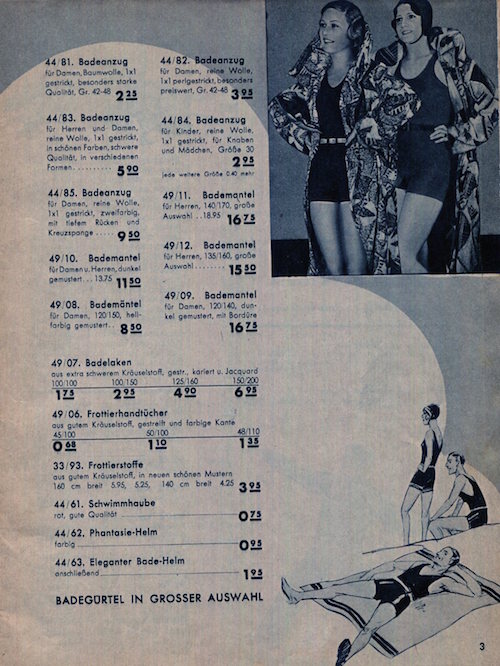 44/81. Badeanzug
für Damen, Baumwolle, 1x1
gestrickt, besonders starke
Qualität, Gr. 42-48 2 25
44/82. Badeanzug
für Damen, reine Wolle,
1x1 perlgestrickt, besonders
preiswert, Gr. 42-48 3 95
44/83. Badeanzug
für Herren und Damen,
reine Wolle, 1x1 gestrickt,
in schönen Farben, schwere
Qualität, in verschiedenen
Formen.......... 5 90
44/84. Badeanzug
für Kinder, reine Wolle,
1x1 gestrickt, für Knaben
und Mädchen, Größe 30
2 95
jede weitere Größe 0.40 mehr
44/85. Badeanzug
für Damen, reine Wolle,
1x1 gestrickt, zweifarbig,
mit tiefem Rücken und
Kreuzspange ..... 9 50
49/11. Bademantel
für Herren, 140/170, große
Auswahl ..18.95 16 75
49/12. Bademantel
für Herren, 135/160, große
Auswahl....... 15 50
49/10. Bademantel
für Damen u. Herren, dunkel
gemustert .. 13.75 11 50
49/08. Bademäntel
für Damen, 120/150, hell-
farbig gemustert.. 8 50
49/09. Bademantel
für Damen, 120/140, dun-
kel gemustert, mit Bordüre
16 75
49/07. Badelaken
aus extra schwerem Kräuselstoff, gestr., kariert u. Jacquard
100/100 100/150 125/160 150/200
1 75 2 95 4 90 6 95
49/06. Frottierhandtücher
aus gutem Kräuselstoff, gestreift und farbige Kante
45/100 50/100 48/110
0 68 1 10 1 35
33/93. Frottierstoffe
aus gutem Kräuselstoff, in neuen schönen Mustern
160 cm breit 5.95, 5.25, 140 cm breit 4.25 3 95
44/61. Schwimmhaube
rot, gute Qualität 0 75
44/62. Phantasie-Helm
farbig 0 95
44/63. Eleganter Bade-Helm
anschließend 1 95
BADEGÜRTEL IN GROSSER AUSWAHL
3